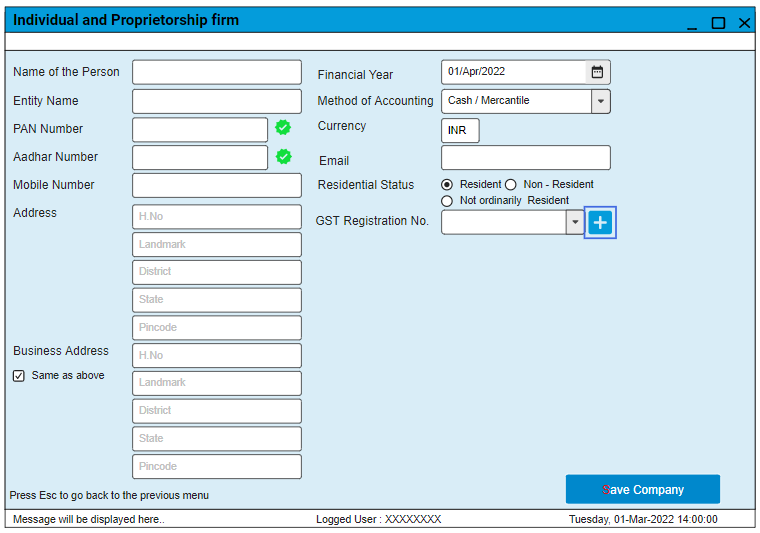 Individual and Proprietorship firm
Name of the Person
Financial Year 01/Apr/2022
Entity Name
Method of Accounting Cash / Mercantile
PAN Number
Currency INR
Aadhar Number
Email
Mobile Number
Residential Status Resident Non - Resident
Not ordinarily Resident
Address H.No
GST Registration No.
Landmark
District
State
Pincode
Business Address H.No
Same as above Landmark
District
State
Pincode
Press Esc to go back to the previous menu
Save Company
Message will be displayed here.. Logged User : XXXXXXXX Tuesday, 01-Mar-2022 14:00:00